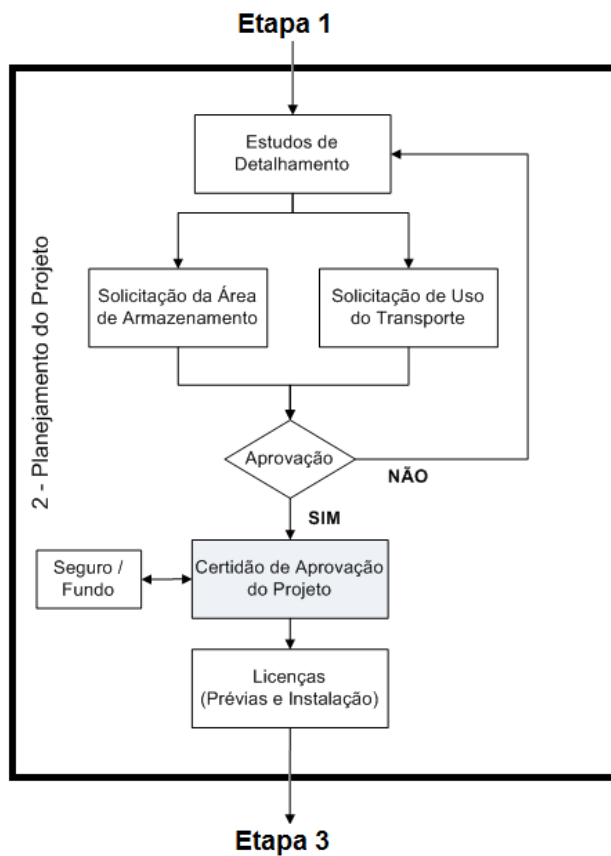 Etapa 1
Estudos de
Detalhamento
2 - Planejamento do Projeto
Solicitação da Área
de Armazenamento
Solicitação de Uso
do Transporte
Aprovação
NÃO
SIM
Seguro /
Fundo
Certidão de Aprovação
do Projeto
Licenças
(Prévias e Instalação)
Etapa 3